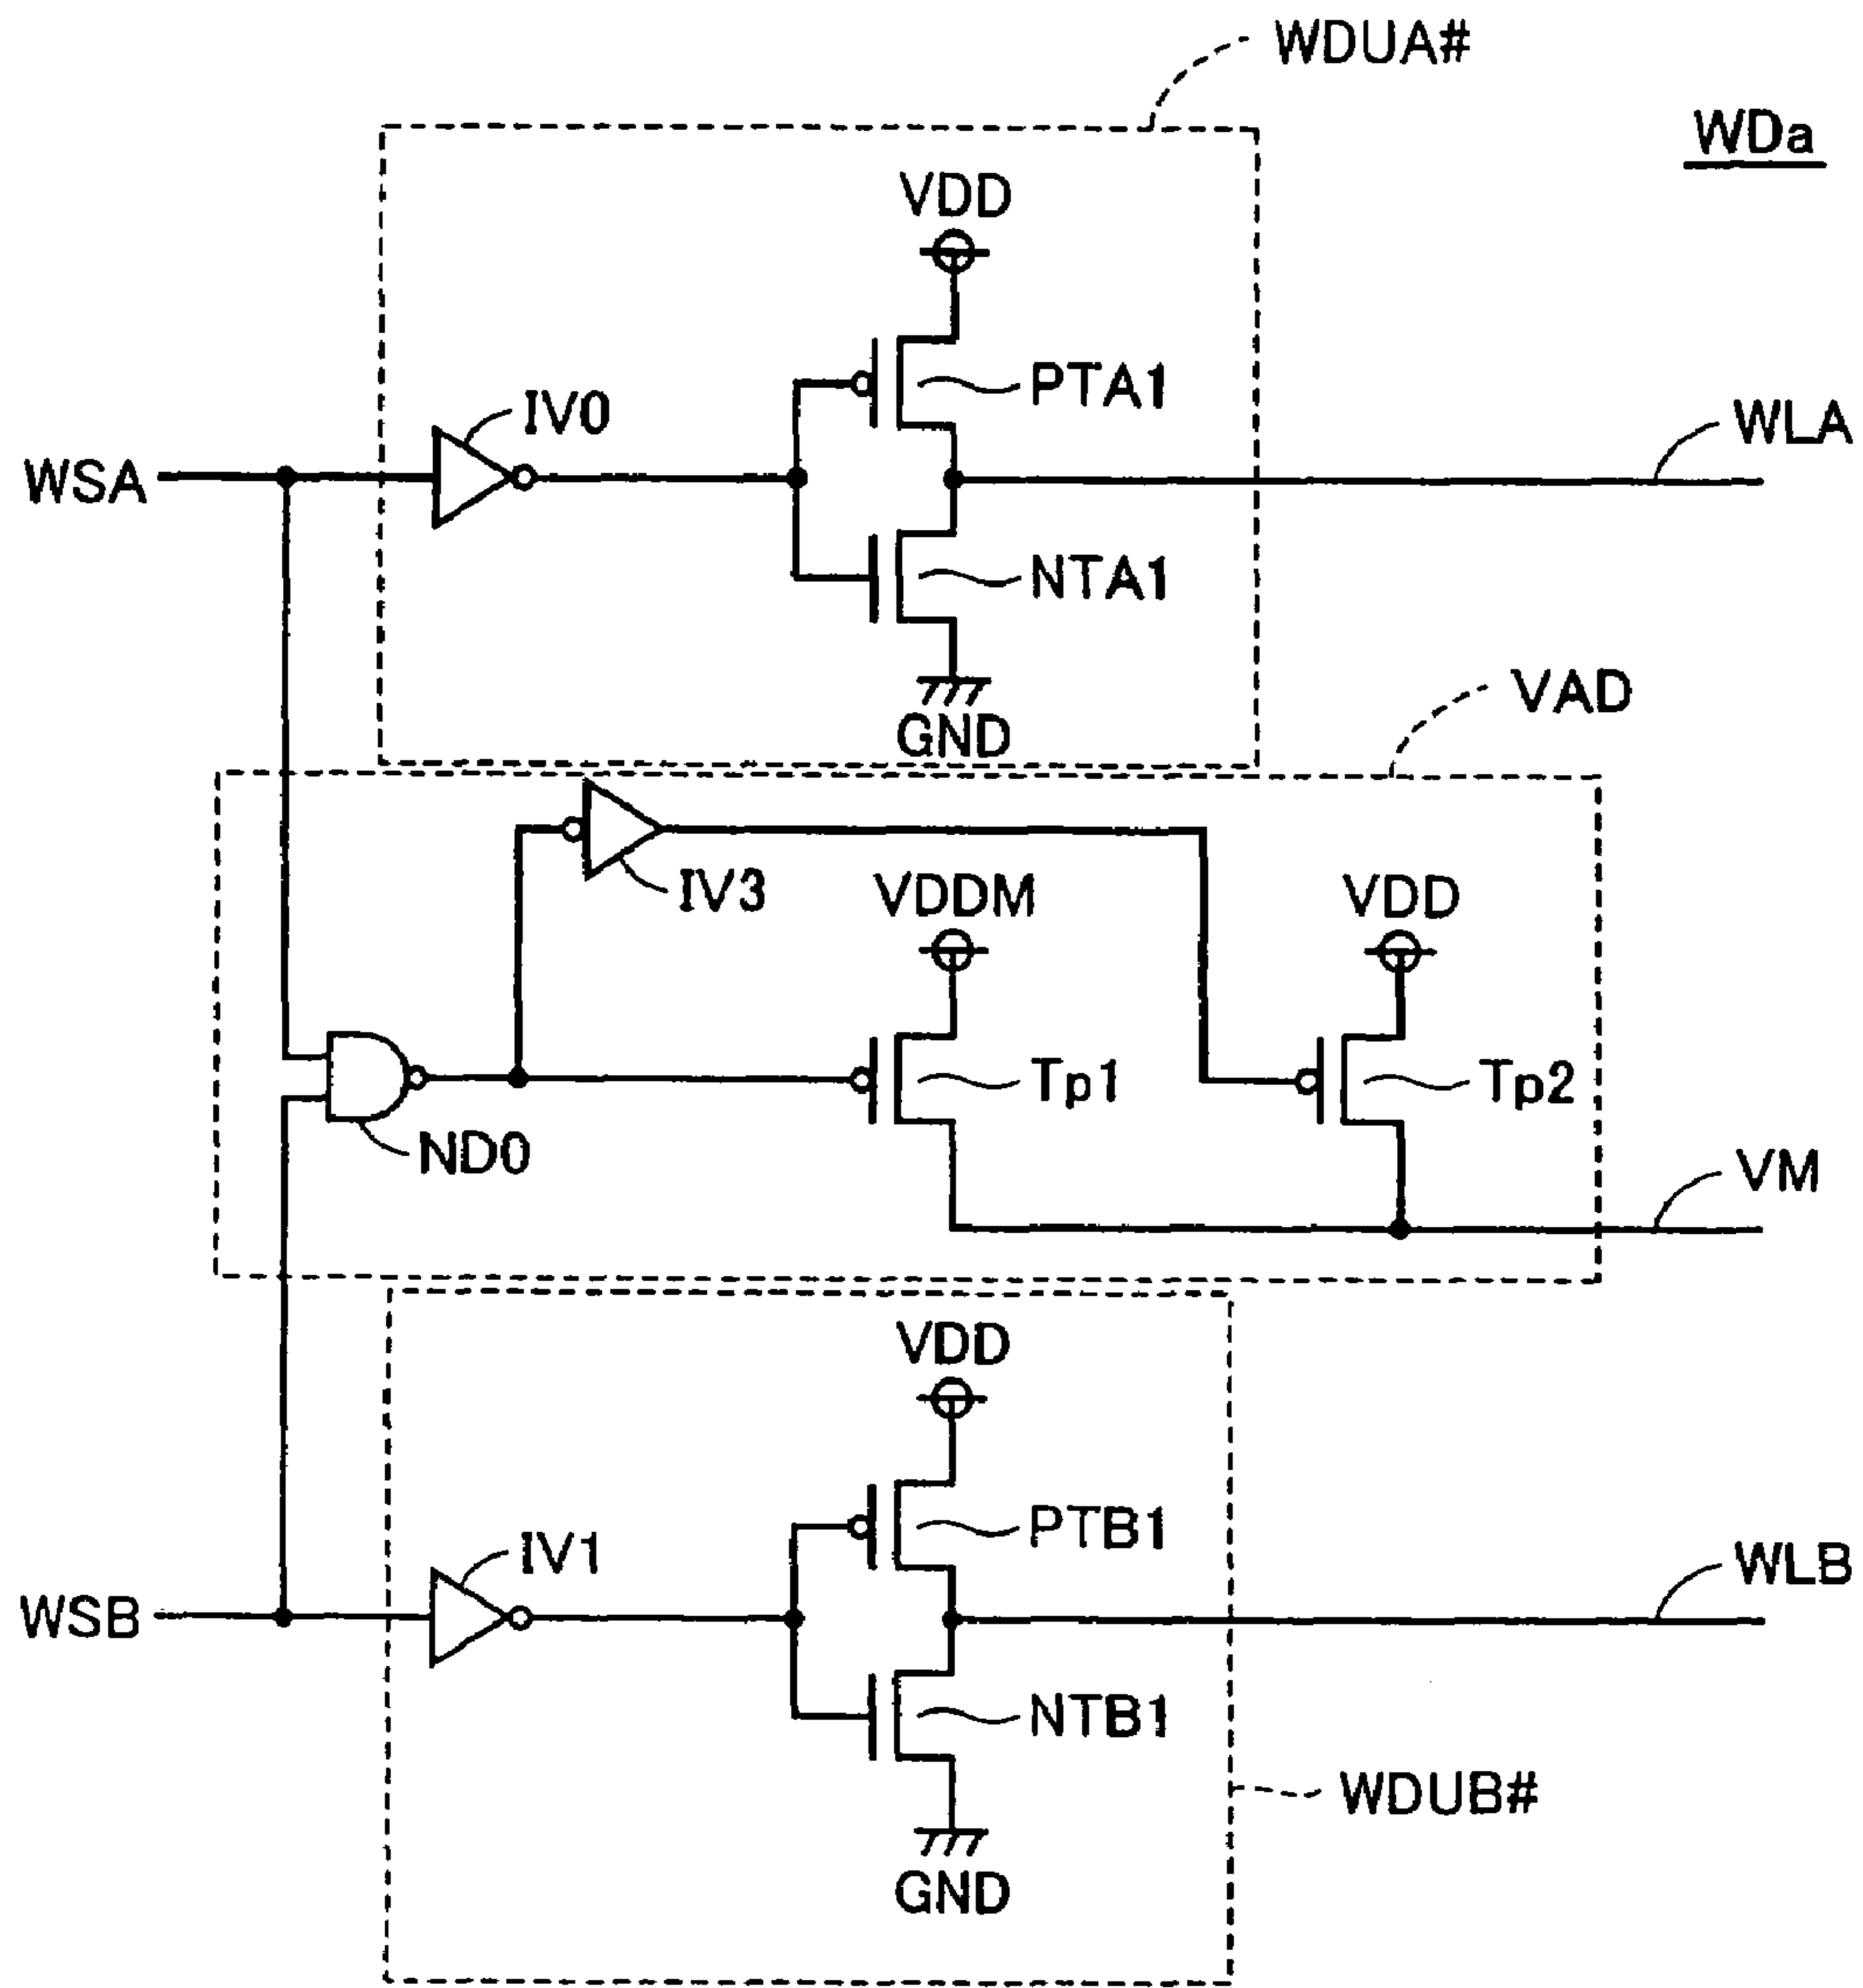 WDUA#
WDa
VDD
IV0
PTA1
WLA
WSA
NTA1
VAD
GND
IV3
VDDM
VDD
Tp1
Tp2
ND0
VM
VDD
IV1
PTB1
WLB
WSB
NTB1
WDUB#
GND